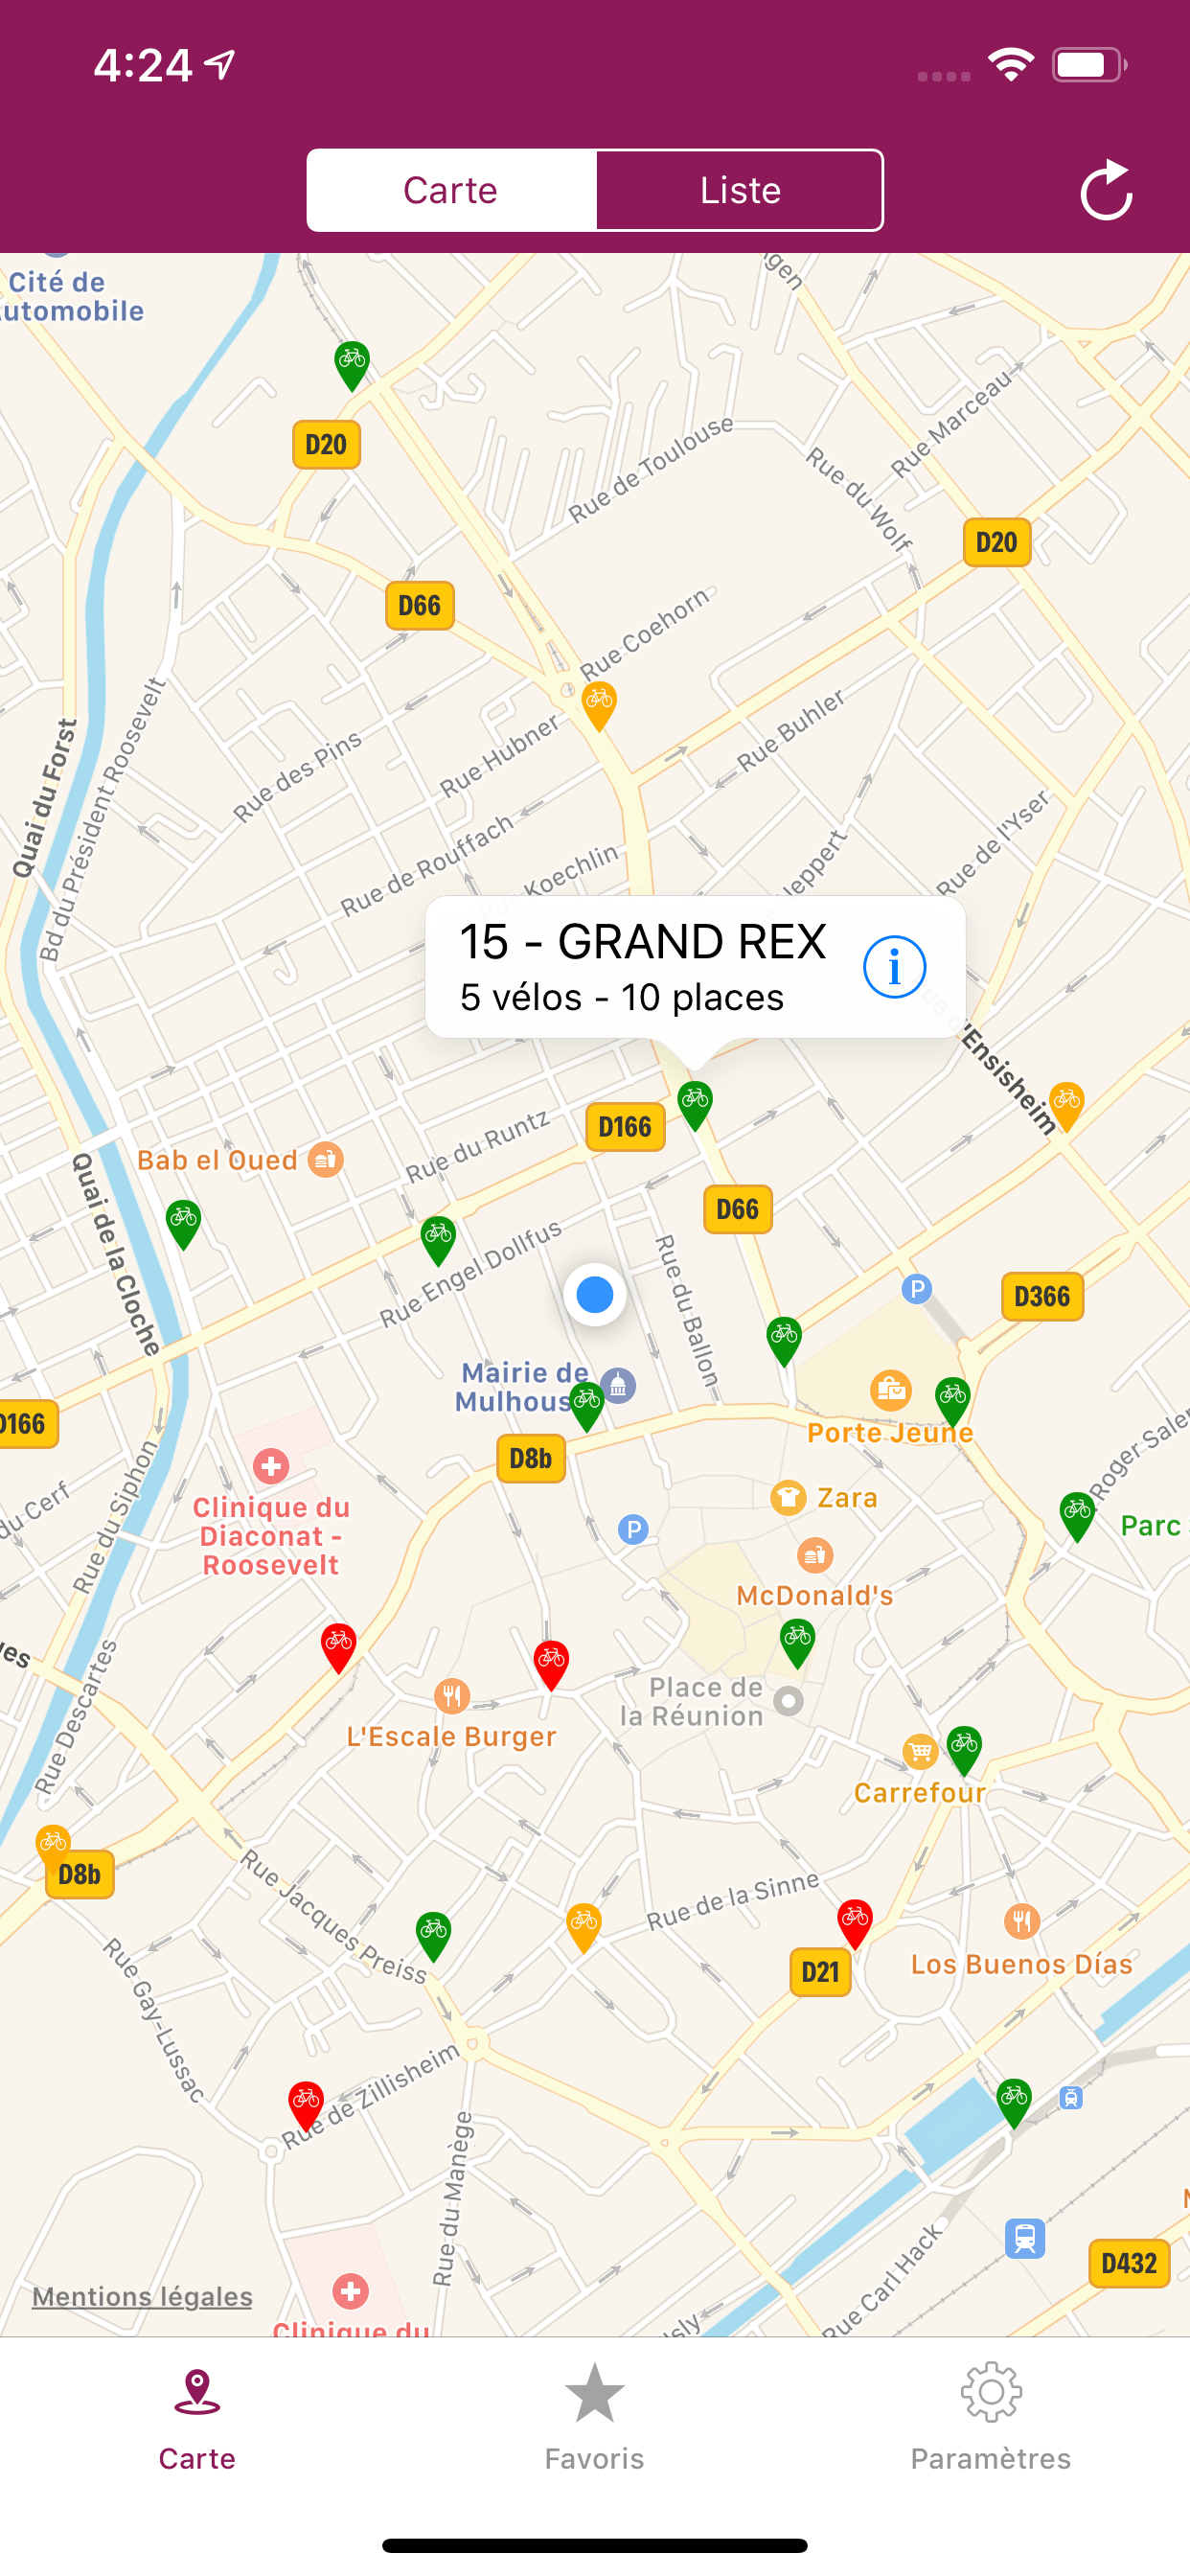 4:24
Carte
Liste
Cité de
utomobile
gen
D20
Rue de Toulouse
Rue du Wolf
Rue Marceau
D20
D66
Rue Coehorn
Quai du Forst
Bd du Président Roosevelt
Rue des Pins
Rue Hubner
Rue Buhler
Rue de Rouffach
Rue Koechlin
Neppert
Rue de l'Yser
15 - GRAND REX
5 vélos - 10 places
d'Ensisheim
D166
Rue du Runtz
Bab el Oued
Quai de la Cloche
D66
Rue Engel Dollfus
Rue du Ballon
P
D366
Mairie de
Mulhous
Porte Jeune
D166
D8b
Roger Saler
du Cerf
Rue du Siphon
Clinique du
Diaconat -
Roosevelt
Zara
P
Parc
McDonald's
ues
Rue Descartes
Place de
la Réunion
L'Escale Burger
Carrefour
D8b
Rue Jacques Preiss
Rue de la Sinne
D21
Los Buenos Días
Rue Gay-Lussac
Rue de Zillisheim
Rue du Manège
Rue Carl Hack
D432
Mentions légales
Clinique du
Isly
Carte
Favoris
Paramètres